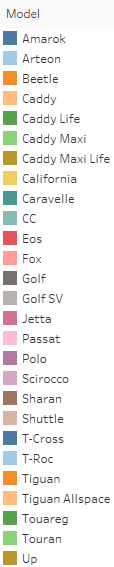 Model
Amarok
Arteon
Beetle
Caddy
Caddy Life
Caddy Maxi
Caddy Maxi Life
California
Caravelle
CC
Eos
Fox
Golf
Golf SV
Jetta
Passat
Polo
Scirocco
Sharan
Shuttle
T-Cross
T-Roc
Tiguan
Tiguan Allspace
Touareg
Touran
Up